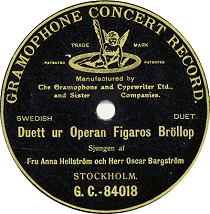 GRAMOPHONE CONCERT RECORD
TRADE MARK
PATENTED PATENTED
Manufactured by
The Gramophone and Typewriter Ltd.,
and Sister Companies.
SWEDISH DUET
Duett ur Operan Figaros Bröllop
Sjungen af
Fru Anna Hellström och Herr Oscar Bergström
STOCKHOLM.
G. C.-84018